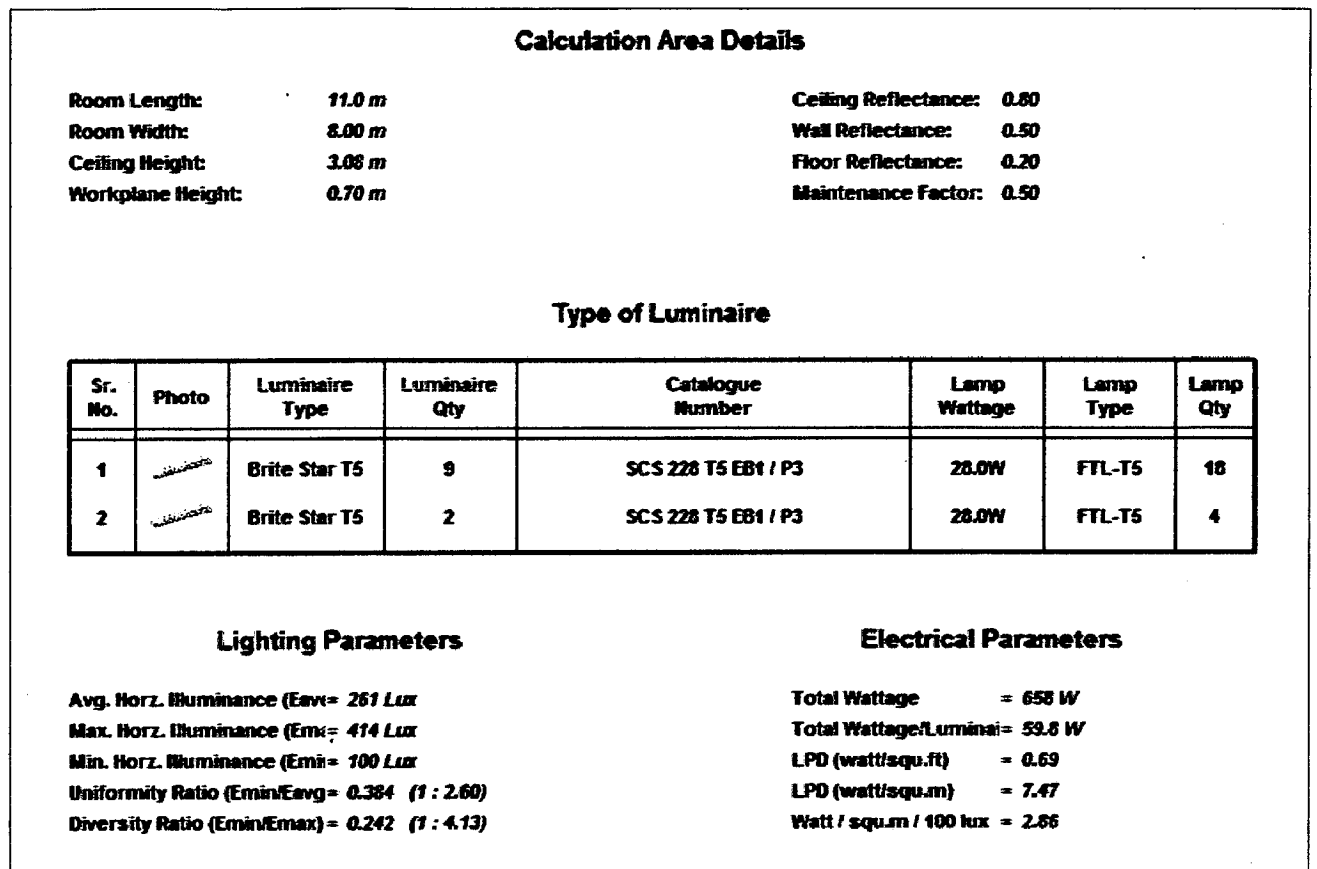 Calculation Area Details
Room Length: 11.0 m
Room Width: 8.00 m
Ceiling Height: 3.08 m
Workplane Height: 0.70 m
Ceiling Reflectance: 0.80
Wall Reflectance: 0.50
Floor Reflectance: 0.20
Maintenance Factor: 0.50
Type of Luminaire
Sr. No. Photo Luminaire Type Luminaire Qty Catalogue Number Lamp Wattage Lamp Type Lamp Qty
1 Brite Star T5 9 SCS 228 T5 EB1 / P3 28.0W FTL-T5 18
2 Brite Star T5 2 SCS 228 T5 EB1 / P3 28.0W FTL-T5 4
Lighting Parameters
Avg. Horz. Illuminance (Eav= 261 Lux
Max. Horz. Illuminance (Em= 414 Lux
Min. Horz. Illuminance (Emi= 100 Lux
Uniformity Ratio (Emin/Eavg= 0.384 (1 : 2.60)
Diversity Ratio (Emin/Emax)= 0.242 (1 : 4.13)
Electrical Parameters
Total Wattage = 658 W
Total Wattage/Luminai= 59.8 W
LPD (watt/squ.ft) = 0.69
LPD (watt/squ.m) = 7.47
Watt / squ.m / 100 lux = 2.86